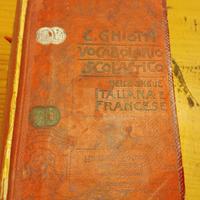 C. GHIOTTI
VOCABOLARIO
SCOLASTICO
DELLE LINGUE
ITALIANA E
FRANCESE